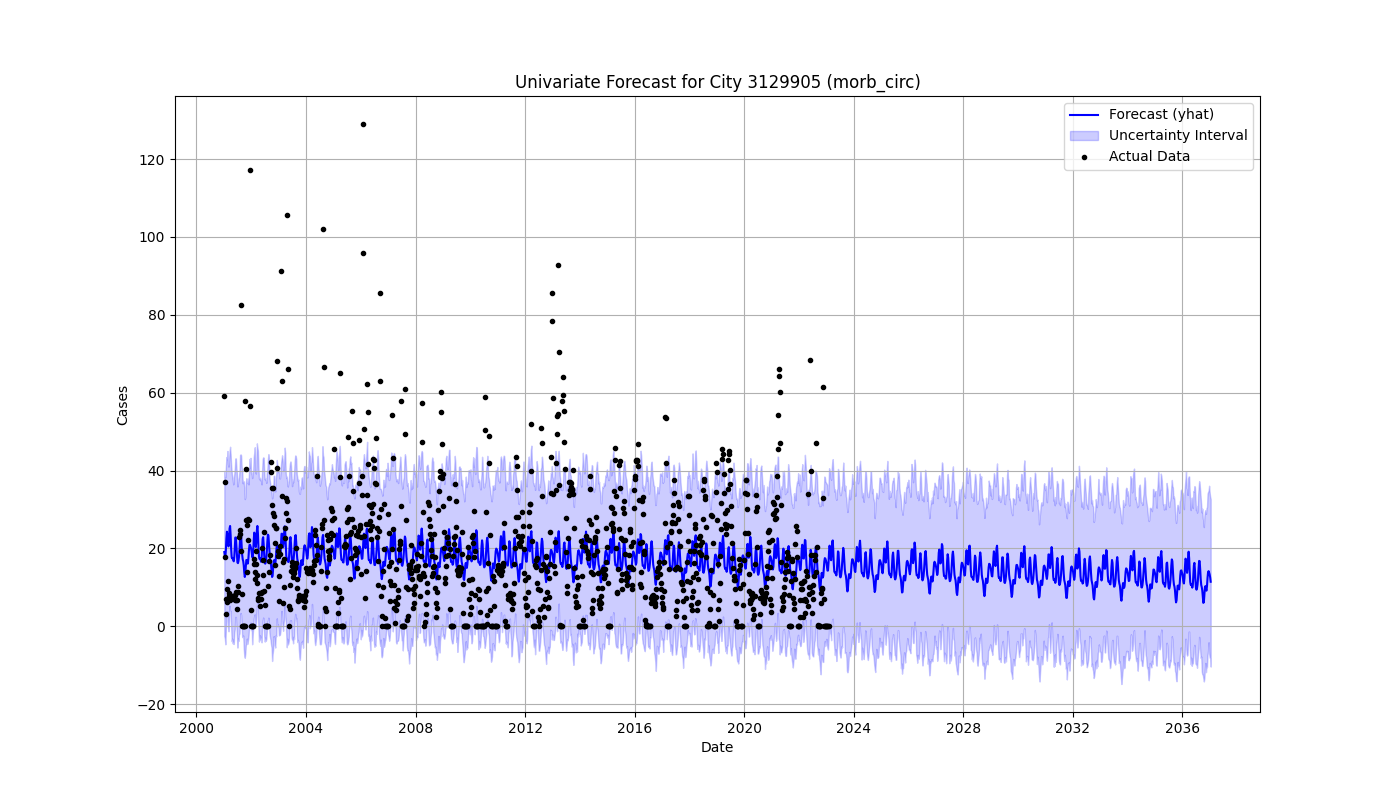 Univariate Forecast for City 3129905 (morb_circ)
Forecast (yhat)
Uncertainty Interval
Actual Data
Cases
120
100
80
60
40
20
0
−20
2000 2004 2008 2012 2016 2020 2024 2028 2032 2036
Date